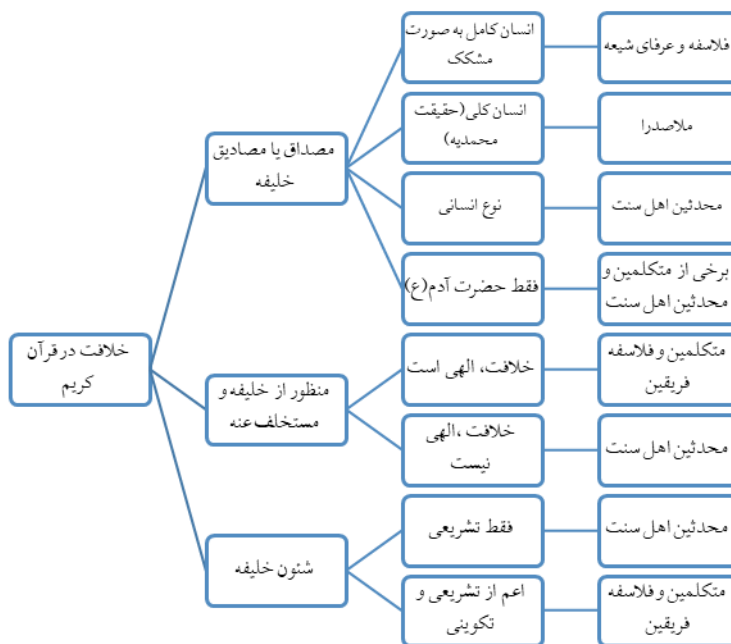 خلافت در قرآن
کریم
مصداق یا مصادیق
خلیفه
انسان کامل به صورت
مشکک
فلاسفه و عرفای شیعه
انسان کلی(حقیقت
محمدیه)
ملاصدرا
نوع انسانی
محدثین اهل سنت
فقط حضرت آدم(ع)
برخی از متکلمین و
محدثین اهل سنت
منظور از خلیفه و
مستخلف عنه
خلافت، الهی است
متکلمین و فلاسفه
فریقین
خلافت ،الهی
نیست
محدثین اهل سنت
شئون خلیفه
فقط تشریعی
محدثین اهل سنت
اعم از تشریعی و
تکوینی
متکلمین و فلاسفه
فریقین